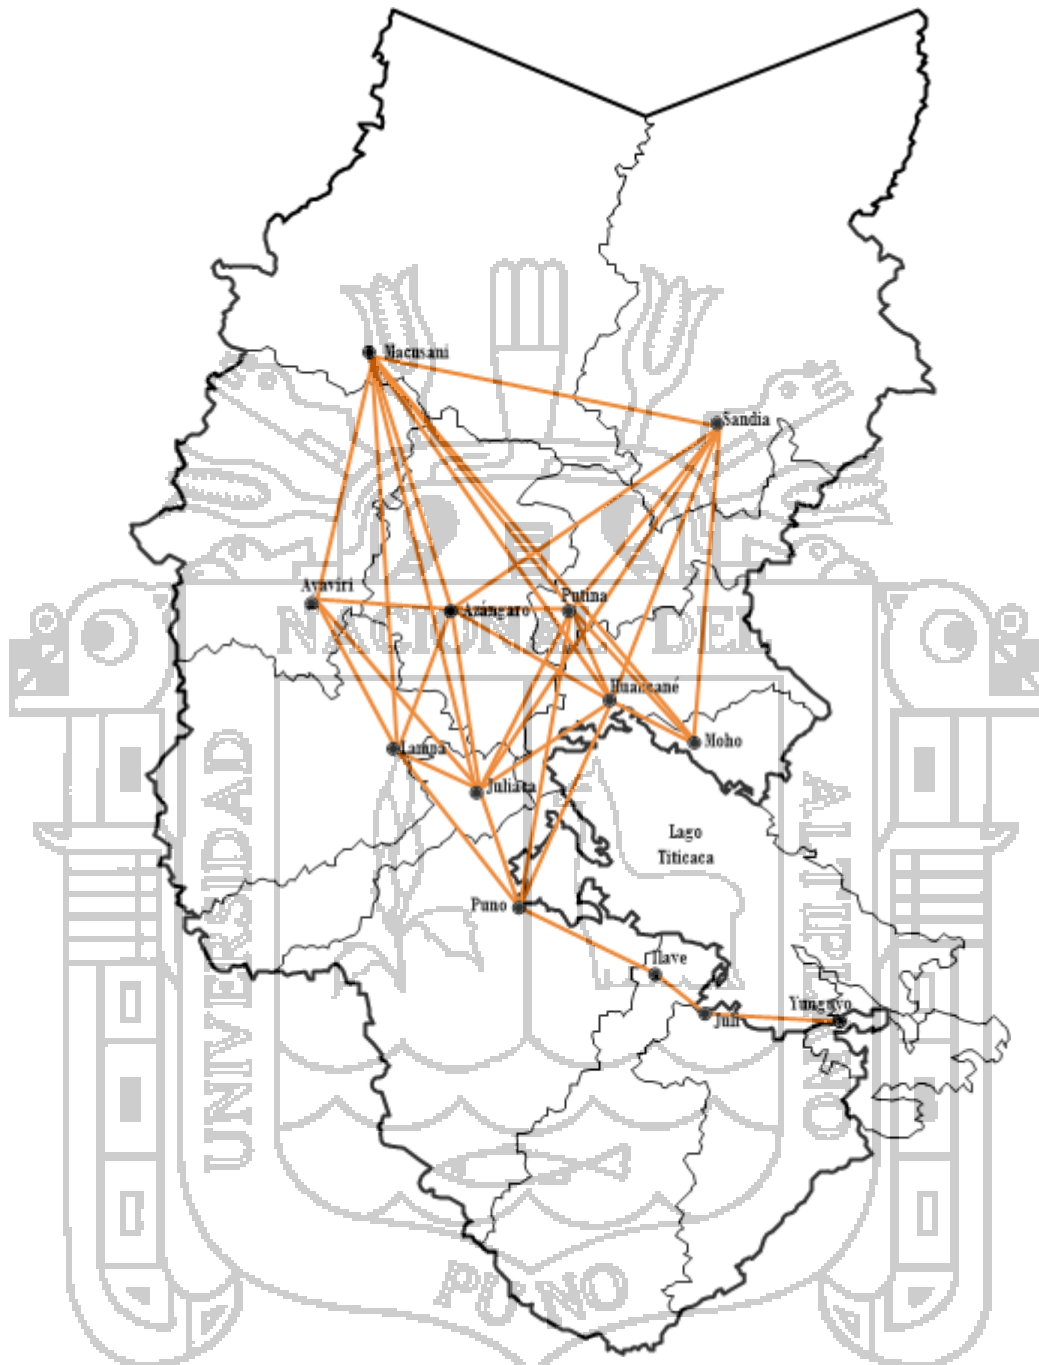 Macusani
Sandia
Ayaviri
Azángaro
Putina
NACIONAL DEL
Huancané
Moho
Lampa
Juliaca
UNIVERSIDAD
ALTIPLANO
Lago
Titicaca
Puno
Ilave
Yunguyo
Juli
PUNO